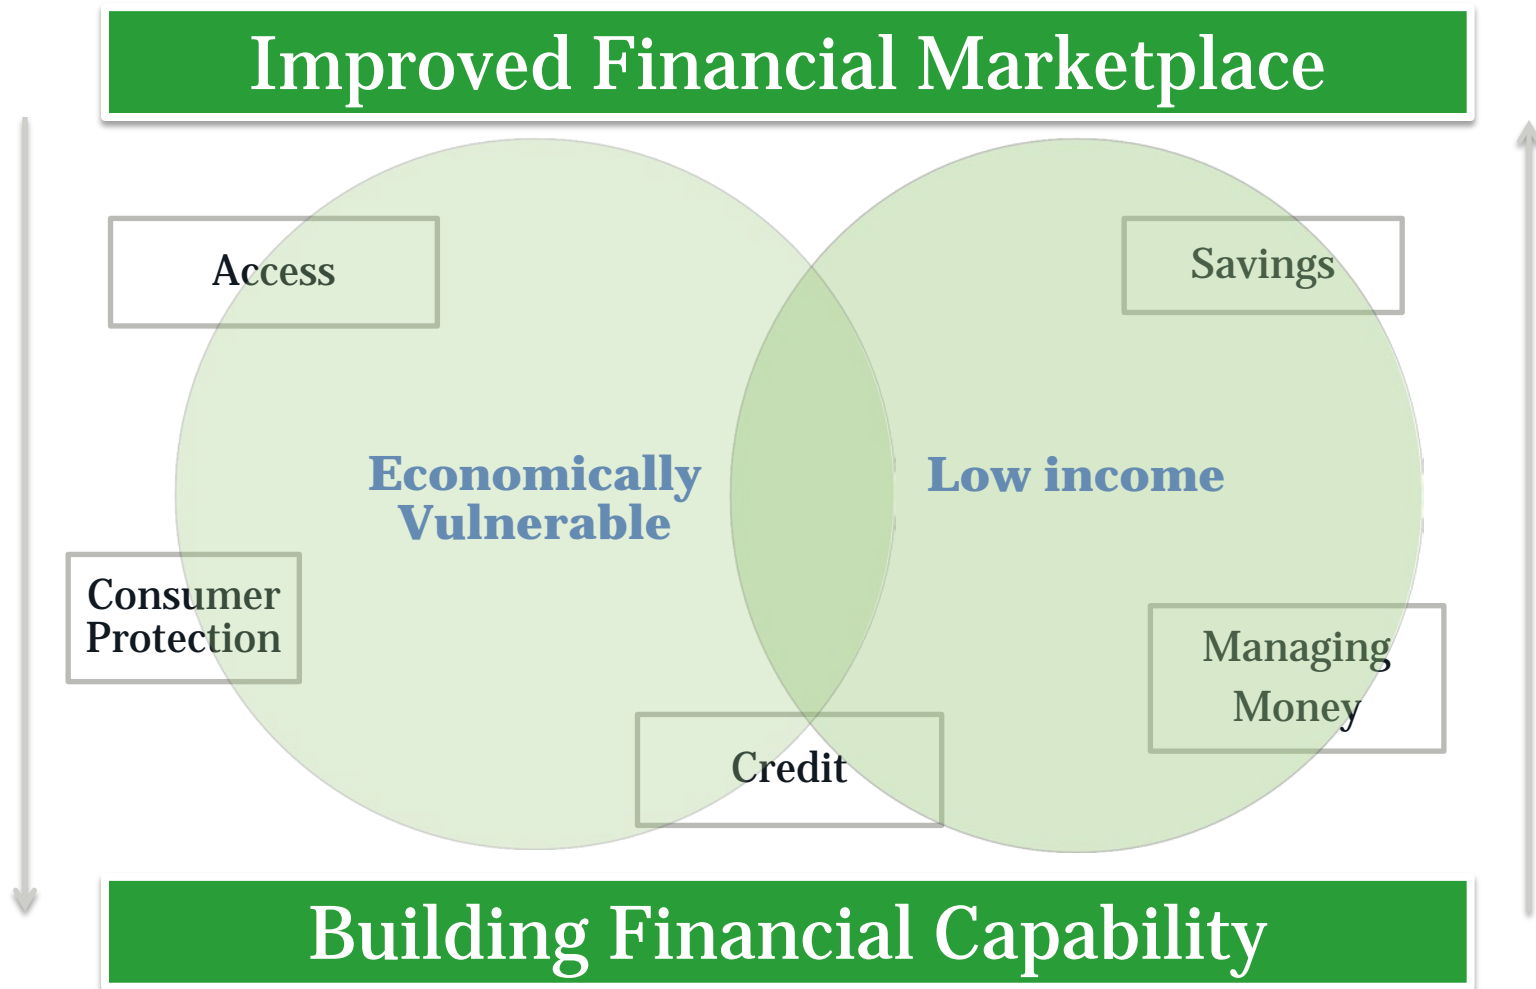 Improved Financial Marketplace
Access
Savings
Economically
Vulnerable
Low income
Consumer
Protection
Managing
Money
Credit
Building Financial Capability